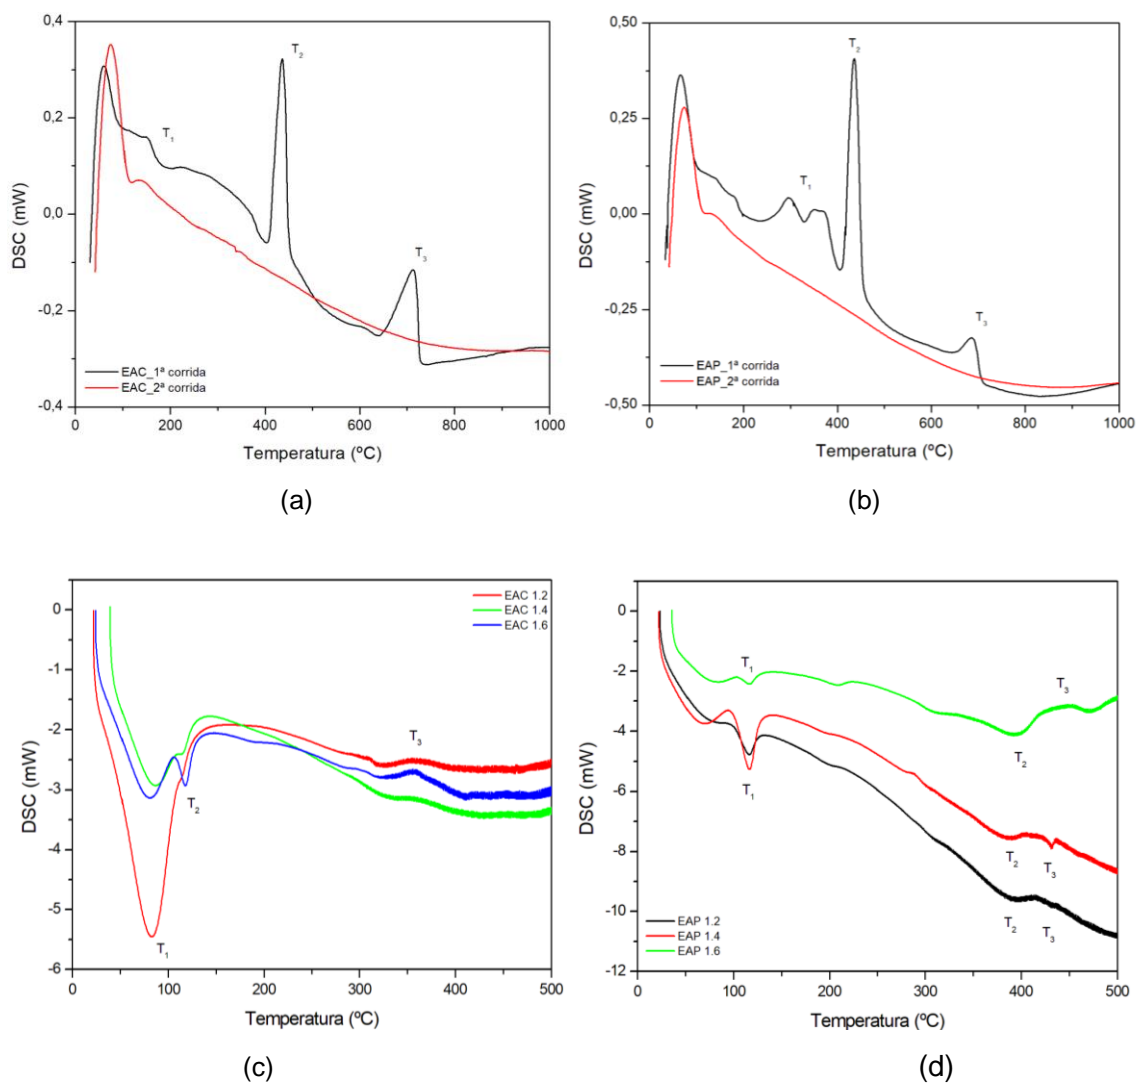 0,4
0,2
0,0
-0,2
-0,4
DSC (mW)
T1
T2
T3
EAC_1ª corrida
EAC_2ª corrida
0 200 400 600 800 1000
Temperatura (ºC)
(a)
0,50
0,25
0,00
-0,25
-0,50
DSC (mW)
T2
T1
T3
EAP_1ª corrida
EAP_2ª corrida
0 200 400 600 800 1000
Temperatura (ºC)
(b)
0
-1
-2
-3
-4
-5
-6
DSC (mW)
EAC 1.2
EAC 1.4
EAC 1.6
T3
T2
T1
0 100 200 300 400 500
Temperatura (ºC)
(c)
0
-2
-4
-6
-8
-10
-12
DSC (mW)
T1
T3
T2
T1
T2
T3
T2
T3
EAP 1.2
EAP 1.4
EAP 1.6
0 100 200 300 400 500
Temperatura (ºC)
(d)